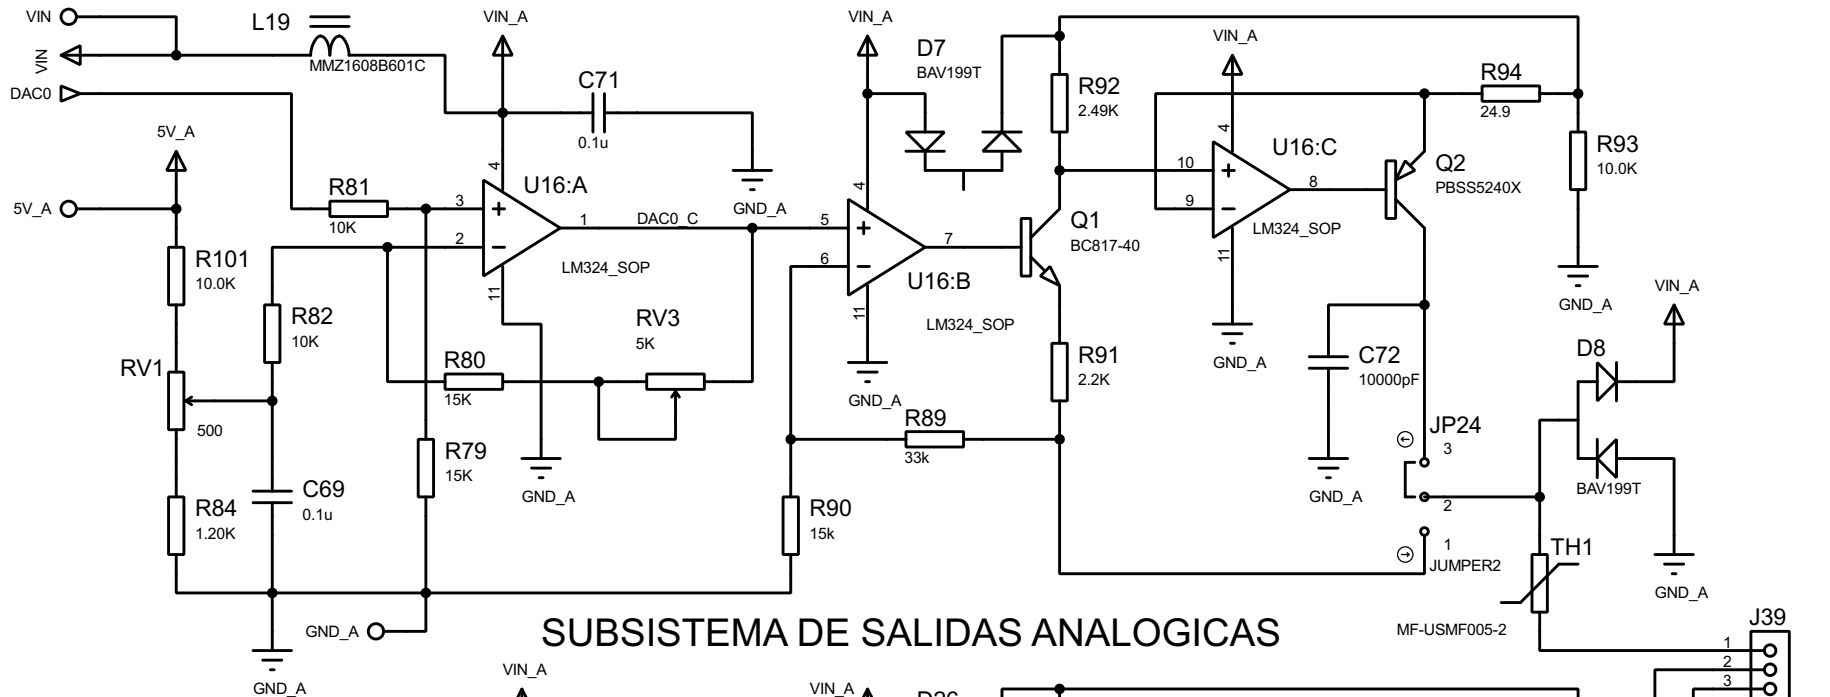 VIN
VIN
DAC0
L19
MMZ1608B601C
VIN_A
C71
0.1u
GND_A
5V_A
5V_A
R101
10.0K
RV1
500
R84
1.20K
R82
10K
C69
0.1u
GND_A
R81
10K
3
2
1
4
11
U16:A
LM324_SOP
GND_A
DAC0_C
R80
15K
RV3
5K
R79
15K
GND_A
VIN_A
D7
BAV199T
5
6
7
4
11
U16:B
LM324_SOP
GND_A
R89
33k
R90
15k
R92
2.49K
Q1
BC817-40
R91
2.2K
VIN_A
10
9
8
4
11
U16:C
LM324_SOP
GND_A
R94
24.9
Q2
PBSS5240X
R93
10.0K
GND_A
C72
10000pF
GND_A
JP24
3
2
1
JUMPER2
VIN_A
D8
BAV199T
GND_A
TH1
MF-USMF005-2
J39
1
2
3
SUBSISTEMA DE SALIDAS ANALOGICAS
VIN_A
VIN_A